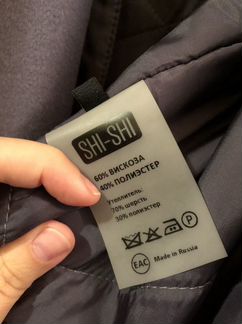 SHI-SHI
60% ВИСКОЗА
40% ПОЛИЭСТЕР
Утеплитель:
70% шерсть
30% полиэстер
P
EAC Made in Russia